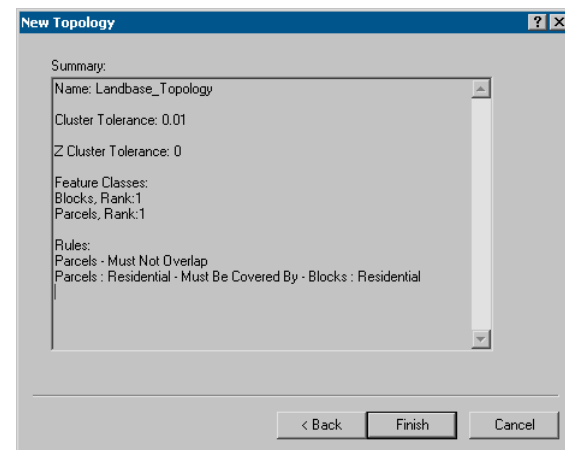 New Topology
Summary:
Name: Landbase_Topology
Cluster Tolerance: 0.01
Z Cluster Tolerance: 0
Feature Classes:
Blocks, Rank:1
Parcels, Rank:1
Rules:
Parcels - Must Not Overlap
Parcels : Residential - Must Be Covered By - Blocks : Residential
< Back Finish Cancel